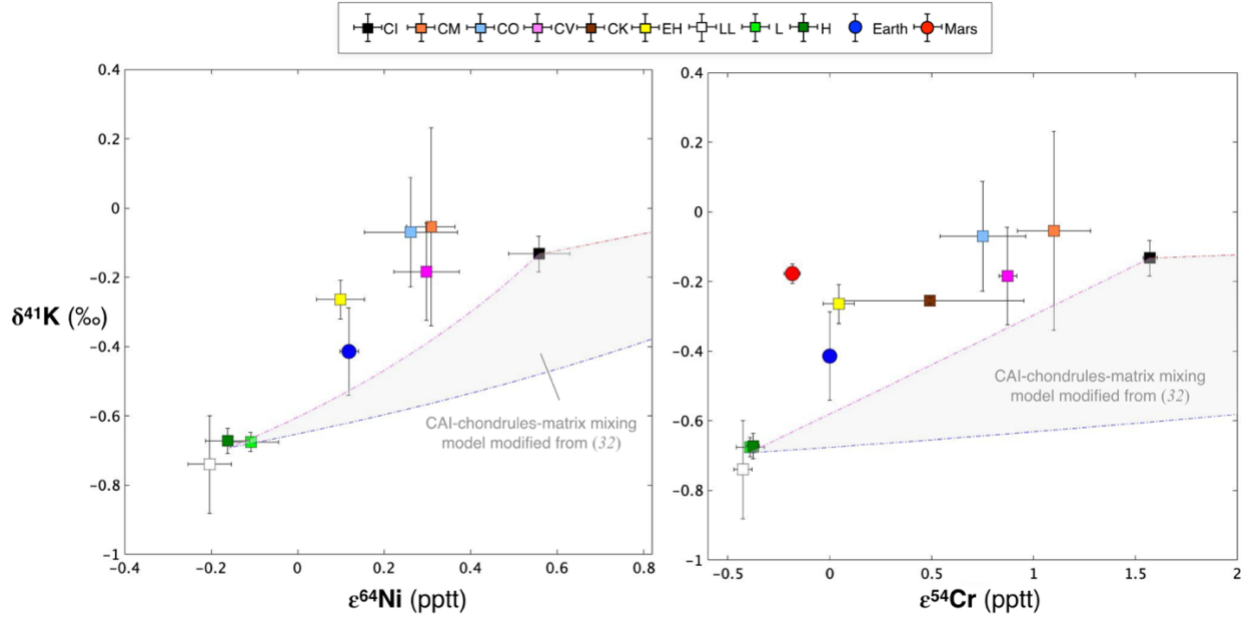 CI CM CO CV CK EH LL L H Earth Mars
0.4
0.2
0
−0.2
−0.4
−0.6
−0.8
−1
δ⁴¹K (‰)
CAI-chondrules-matrix mixing
model modified from (32)
−0.4 −0.2 0 0.2 0.4 0.6 0.8
ε⁶⁴Ni (pptt)
0.4
0.2
0
−0.2
−0.4
−0.6
−0.8
−1
CAI-chondrules-matrix mixing
model modified from (32)
−0.5 0 0.5 1 1.5 2
ε⁵⁴Cr (pptt)